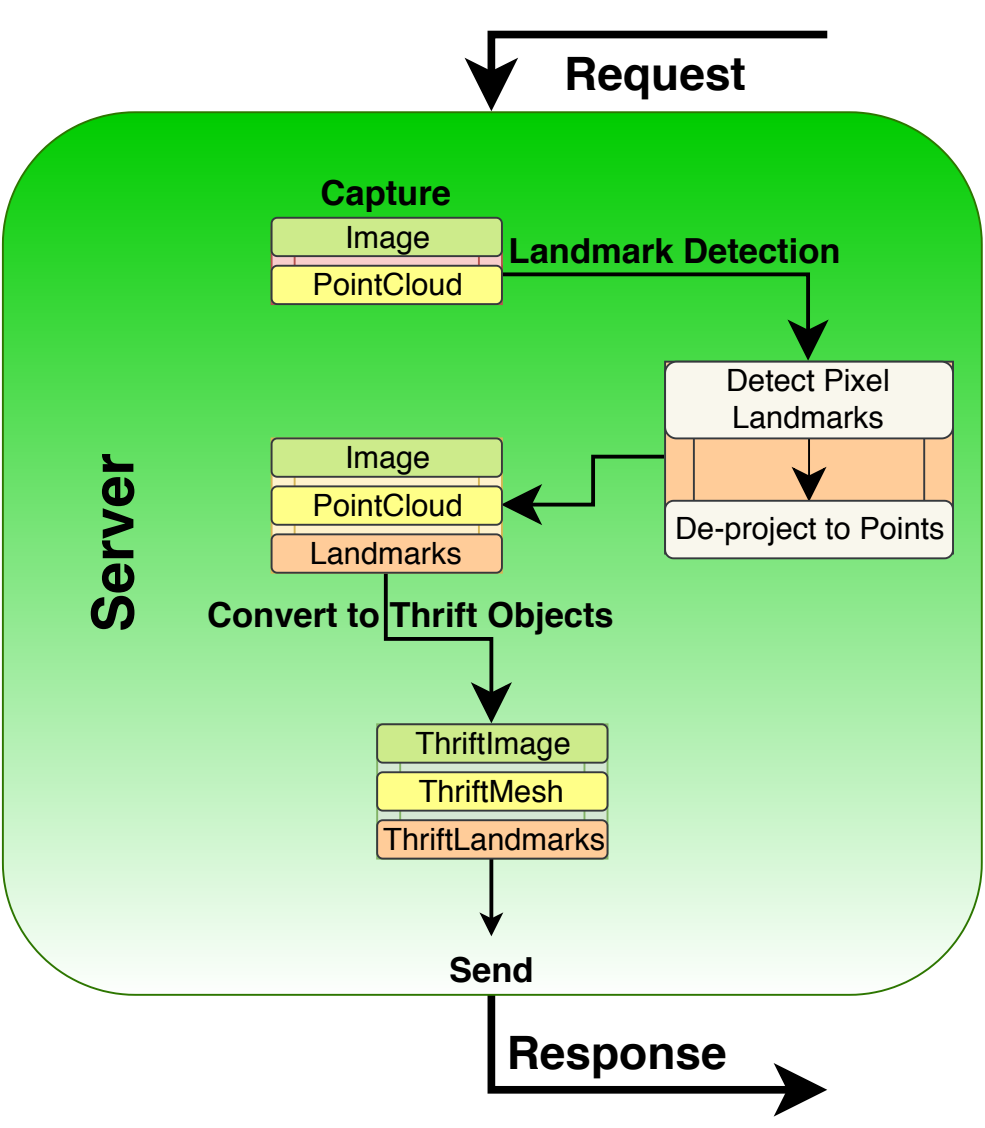 Request
Capture
Image
PointCloud
Landmark Detection
Detect Pixel
Landmarks
De-project to Points
Image
PointCloud
Landmarks
Server
Convert to Thrift Objects
ThriftImage
ThriftMesh
ThriftLandmarks
Send
Response